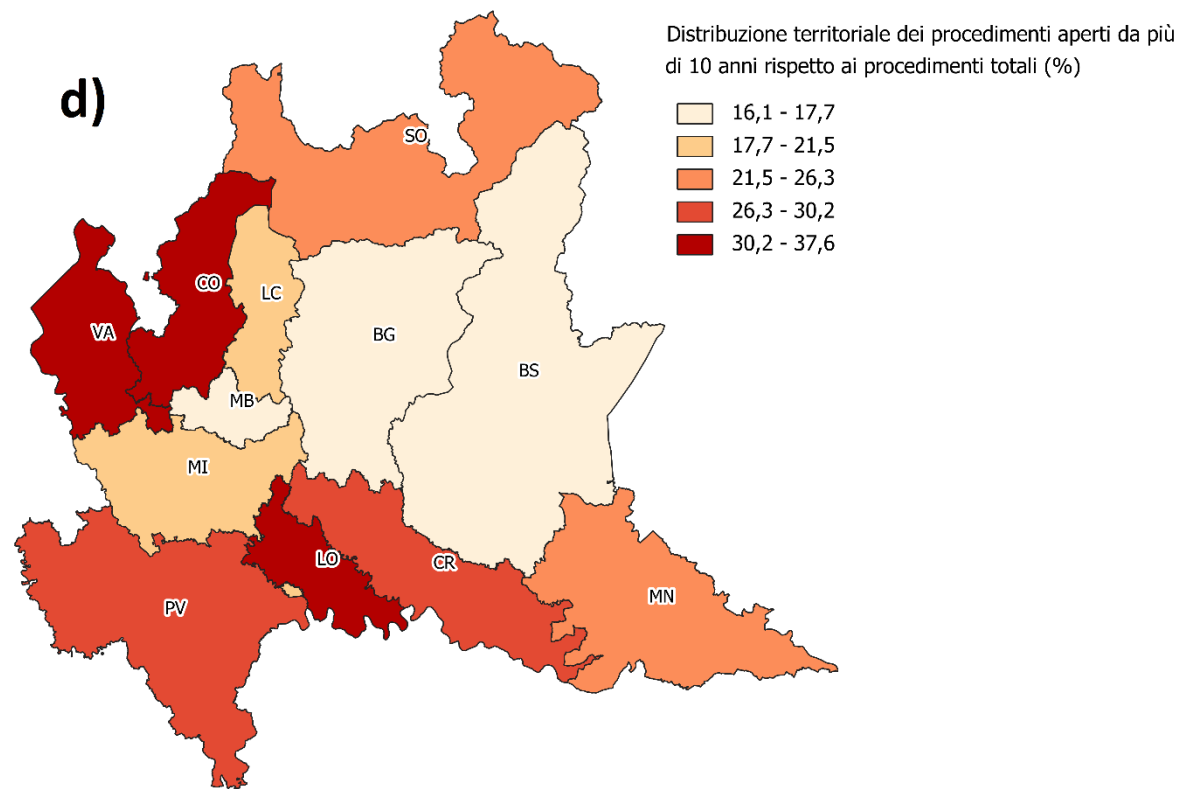 Distribuzione territoriale dei procedimenti aperti da più
di 10 anni rispetto ai procedimenti totali (%)
d)
16,1 - 17,7
17,7 - 21,5
21,5 - 26,3
26,3 - 30,2
30,2 - 37,6
SO
CO
LC
VA
BG
BS
MB
MI
LO
CR
PV
MN